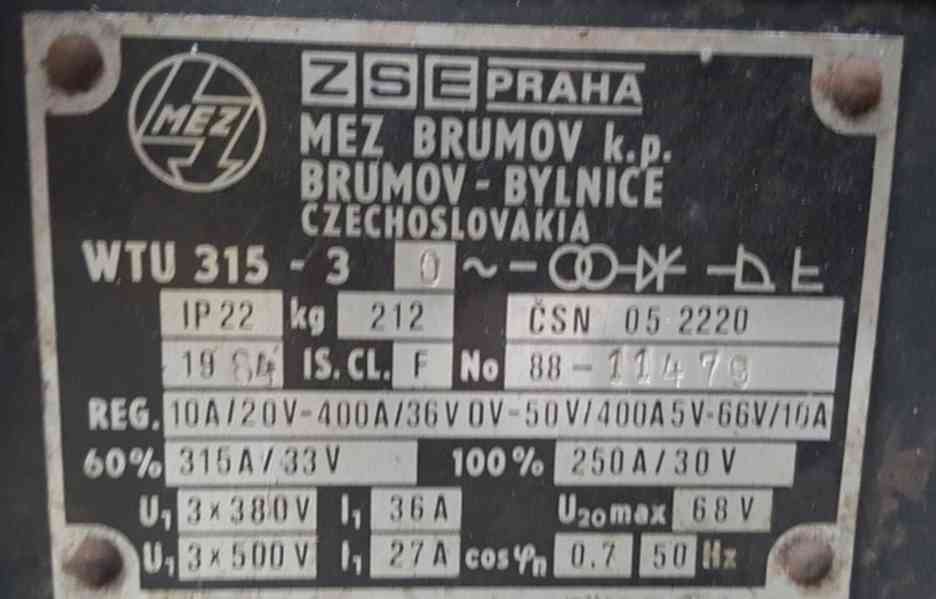 MEZ
ZSE PRAHA
MEZ BRUMOV k.p.
BRUMOV - BYLNICE
CZECHOSLOVAKIA
WTU 315 - 3 0 ~ –
IP 22 kg 212 ČSN 05 2220
19 84 IS. CL. F No 88 - 11479
REG. 10A/20V-400A/36V 0V-50V/400A 5V-66V/10A
60% 315A/33V 100% 250A/30V
U₁ 3×380V I₁ 36A U₂₀max 68V
U₁ 3×500V I₁ 27A cosφn 0.7 50 Hz